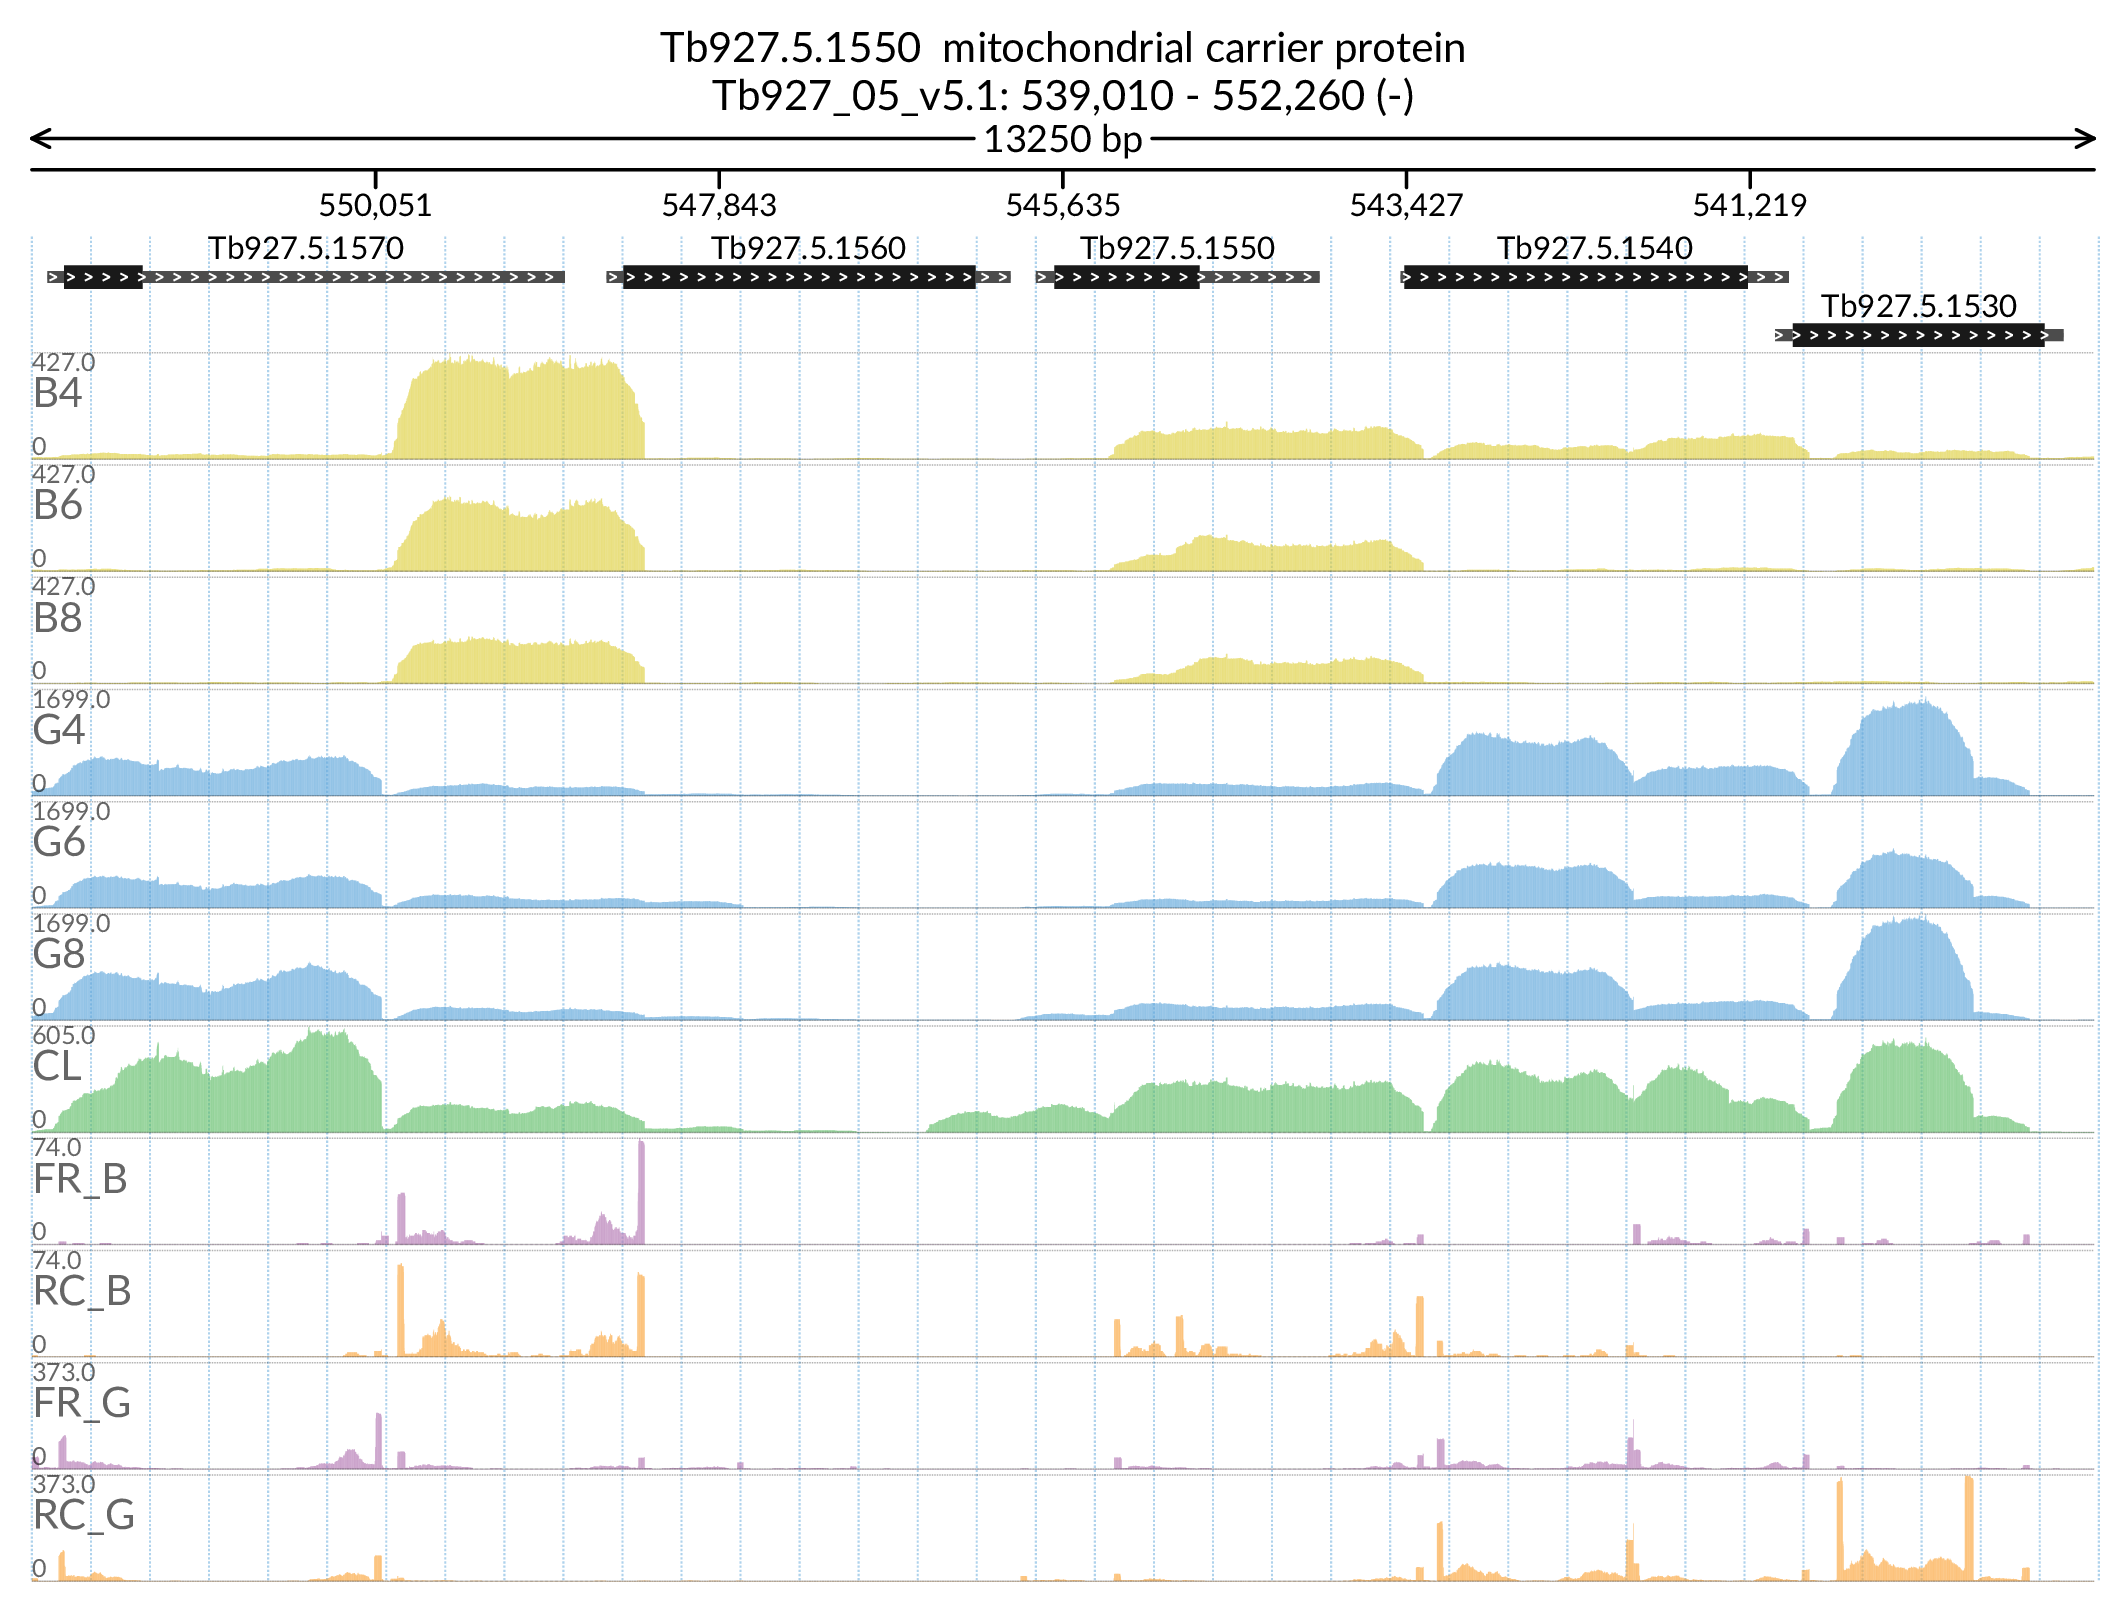 Tb927.5.1550 mitochondrial carrier protein
Tb927_05_v5.1: 539,010 - 552,260 (-)
13250 bp
550,051 547,843 545,635 543,427 541,219
Tb927.5.1570 Tb927.5.1560 Tb927.5.1550 Tb927.5.1540
Tb927.5.1530
427.0
B4
0
427.0
B6
0
427.0
B8
0
1699.0
G4
0
1699.0
G6
0
1699.0
G8
0
605.0
CL
0
74.0
FR_B
0
74.0
RC_B
0
373.0
FR_G
0
373.0
RC_G
0